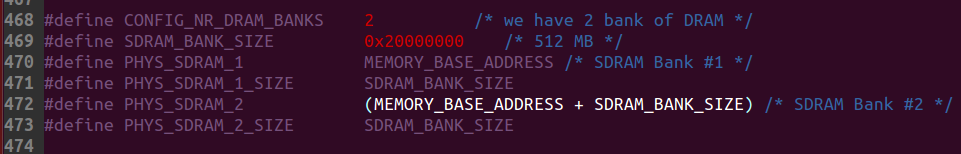 468 #define CONFIG_NR_DRAM_BANKS    2          /* we have 2 bank of DRAM */
469 #define SDRAM_BANK_SIZE         0x20000000    /* 512 MB */
470 #define PHYS_SDRAM_1            MEMORY_BASE_ADDRESS /* SDRAM Bank #1 */
471 #define PHYS_SDRAM_1_SIZE       SDRAM_BANK_SIZE
472 #define PHYS_SDRAM_2            (MEMORY_BASE_ADDRESS + SDRAM_BANK_SIZE) /* SDRAM Bank #2 */
473 #define PHYS_SDRAM_2_SIZE       SDRAM_BANK_SIZE
474